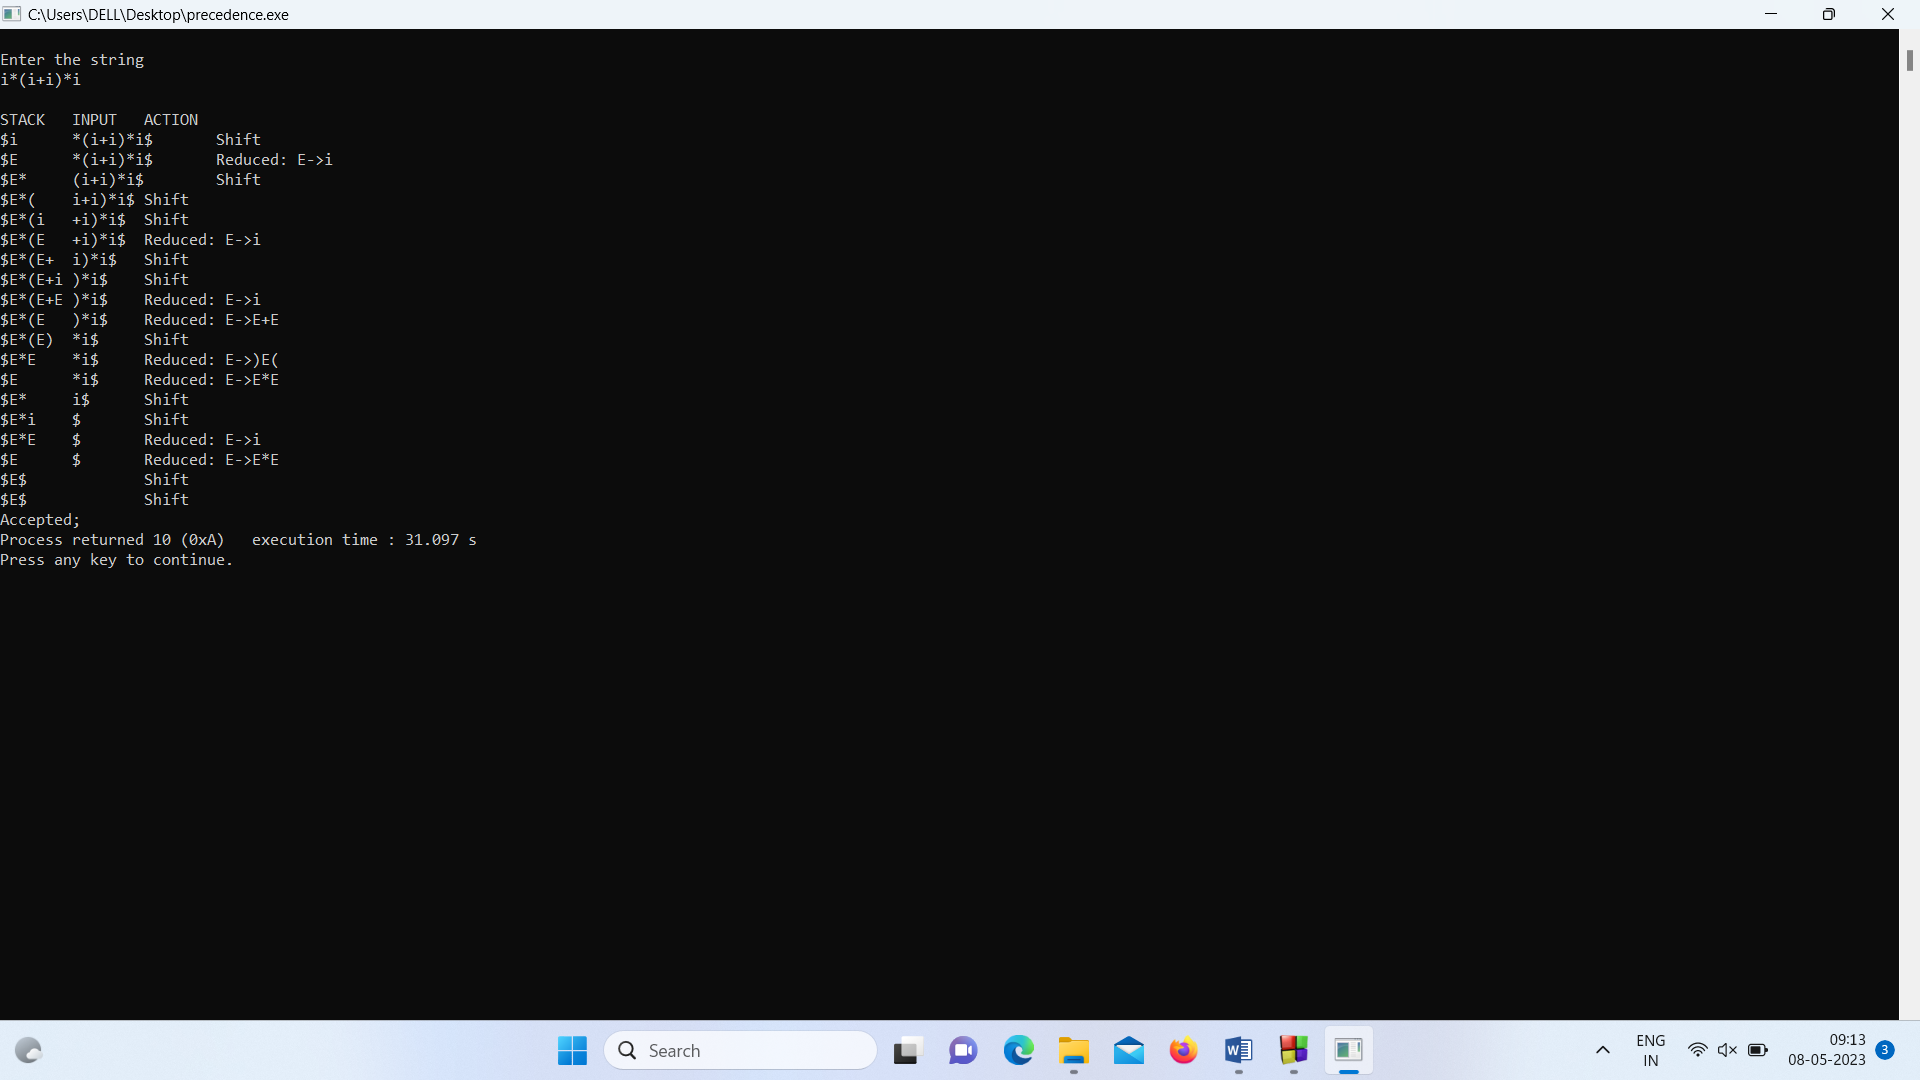 C:\Users\DELL\Desktop\precedence.exe
Enter the string
i*(i+i)*i
STACK   INPUT   ACTION
$i      *(i+i)*i$       Shift
$E      *(i+i)*i$       Reduced: E->i
$E*     (i+i)*i$        Shift
$E*(    i+i)*i$ Shift
$E*(i   +i)*i$  Shift
$E*(E   +i)*i$  Reduced: E->i
$E*(E+  i)*i$   Shift
$E*(E+i )*i$    Shift
$E*(E+E )*i$    Reduced: E->i
$E*(E   )*i$    Reduced: E->E+E
$E*(E)  *i$     Shift
$E*E    *i$     Reduced: E->)E(
$E      *i$     Reduced: E->E*E
$E*     i$      Shift
$E*i    $       Shift
$E*E    $       Reduced: E->i
$E      $       Reduced: E->E*E
$E$             Shift
$E$             Shift
Accepted;
Process returned 10 (0xA)   execution time : 31.097 s
Press any key to continue.
Search
W
ENG
IN
09:13
08-05-2023
3